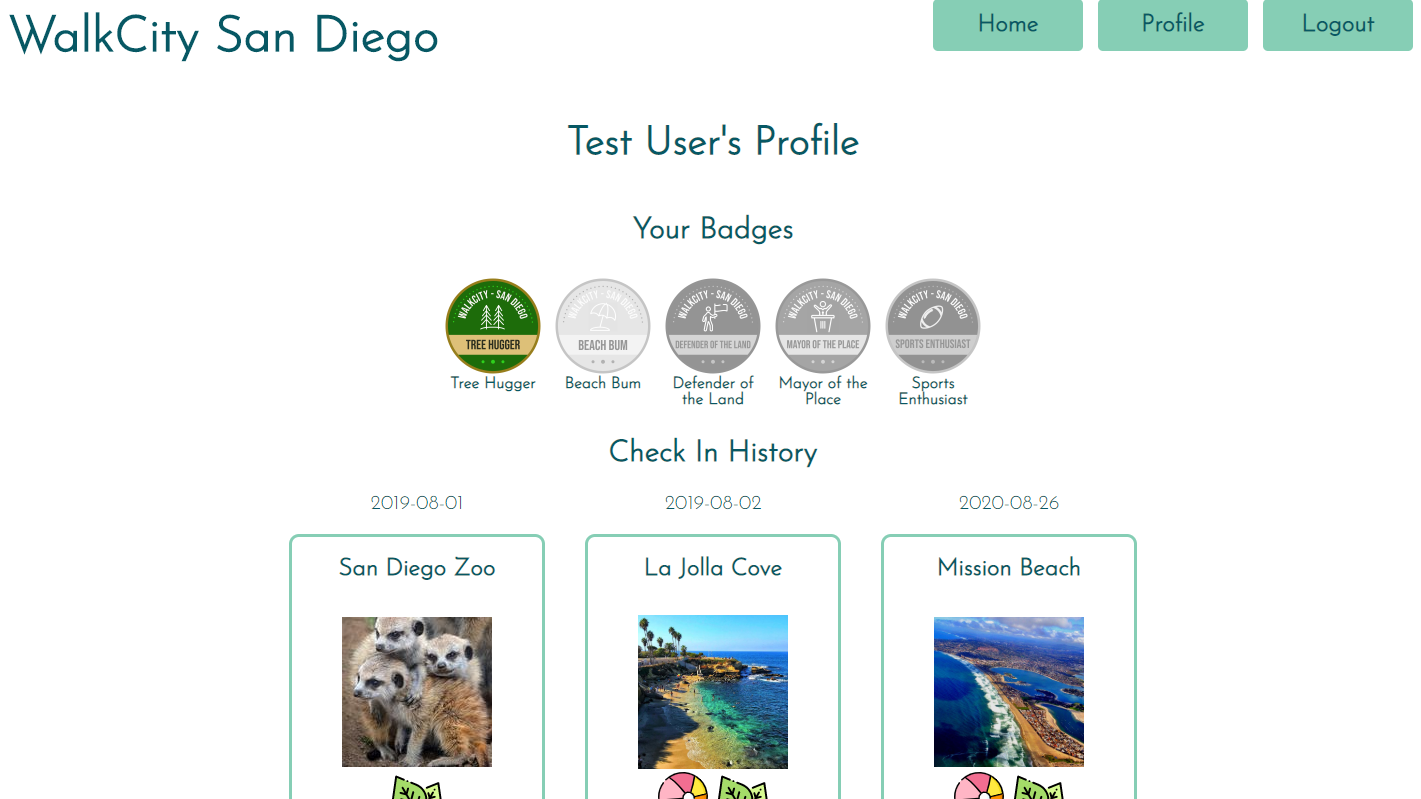 WalkCity San Diego
Home
Profile
Logout
Test User's Profile
Your Badges
WALKCITY - SAN DIEGO
TREE HUGGER
WALKCITY - SAN DIEGO
BEACH BUM
WALKCITY - SAN DIEGO
DEFENDER OF THE LAND
WALKCITY - SAN DIEGO
MAYOR OF THE PLACE
WALKCITY - SAN DIEGO
SPORTS ENTHUSIAST
Tree Hugger
Beach Bum
Defender of
the Land
Mayor of the
Place
Sports
Enthusiast
Check In History
2019-08-01
2019-08-02
2020-08-26
San Diego Zoo
La Jolla Cove
Mission Beach